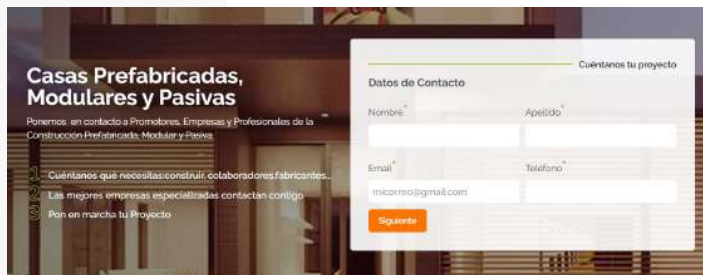 Casas Prefabricadas,
Modulares y Pasivas
Ponemos en contacto a Promotores, Empresas y Profesionales de la
Construcción Prefabricada, Modular y Pasiva.
1 Cuéntanos qué necesitas:construir, colaboradores,fabricantes...
2 Las mejores empresas especializadas contactan contigo
3 Pon en marcha tu Proyecto
Cuéntanos tu proyecto
Datos de Contacto
Nombre* Apellido*
Email* Teléfono*
micorreo@gmail.com
Siguiente